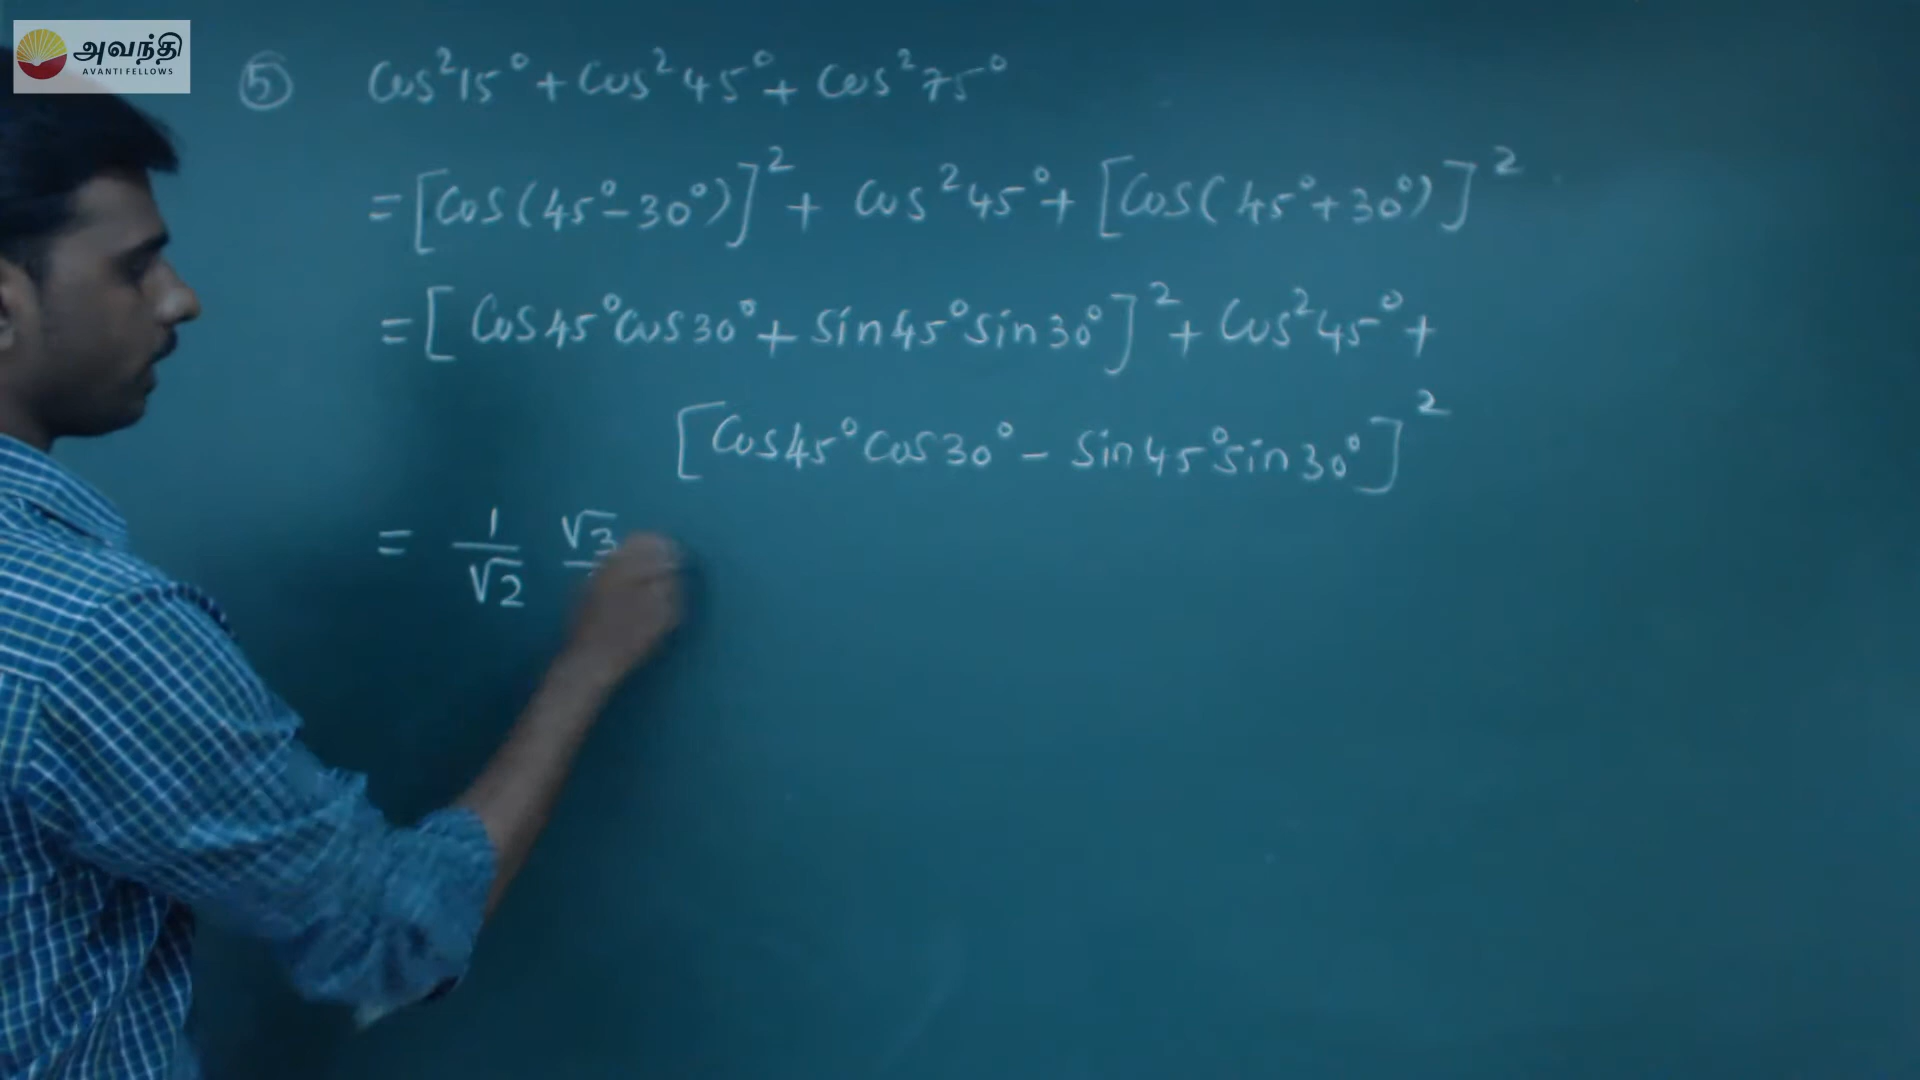 அவந்தி
AVANTI FELLOWS
⑤ Cos²15° + Cos²45° + Cos²75°
= [Cos(45° - 30°)]² + Cos²45° + [Cos(45° + 30°)]²
= [Cos45° Cos30° + Sin45° Sin30°]² + Cos²45° +
[Cos45° Cos30° - Sin45° Sin30°]²
= 1/√2 √3